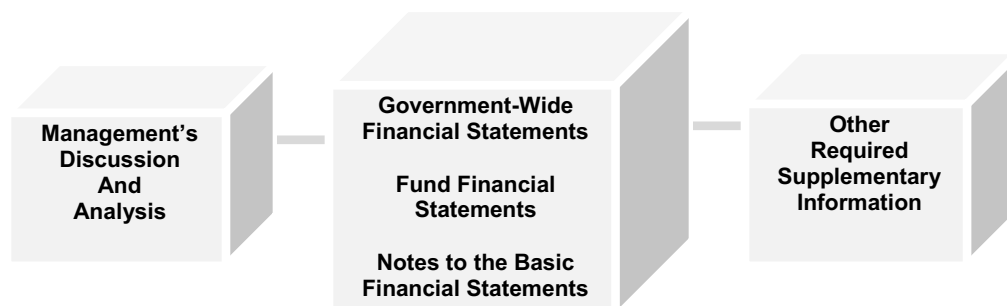 Management’s
Discussion
And
Analysis
Government-Wide
Financial Statements
Fund Financial
Statements
Notes to the Basic
Financial Statements
Other
Required
Supplementary
Information